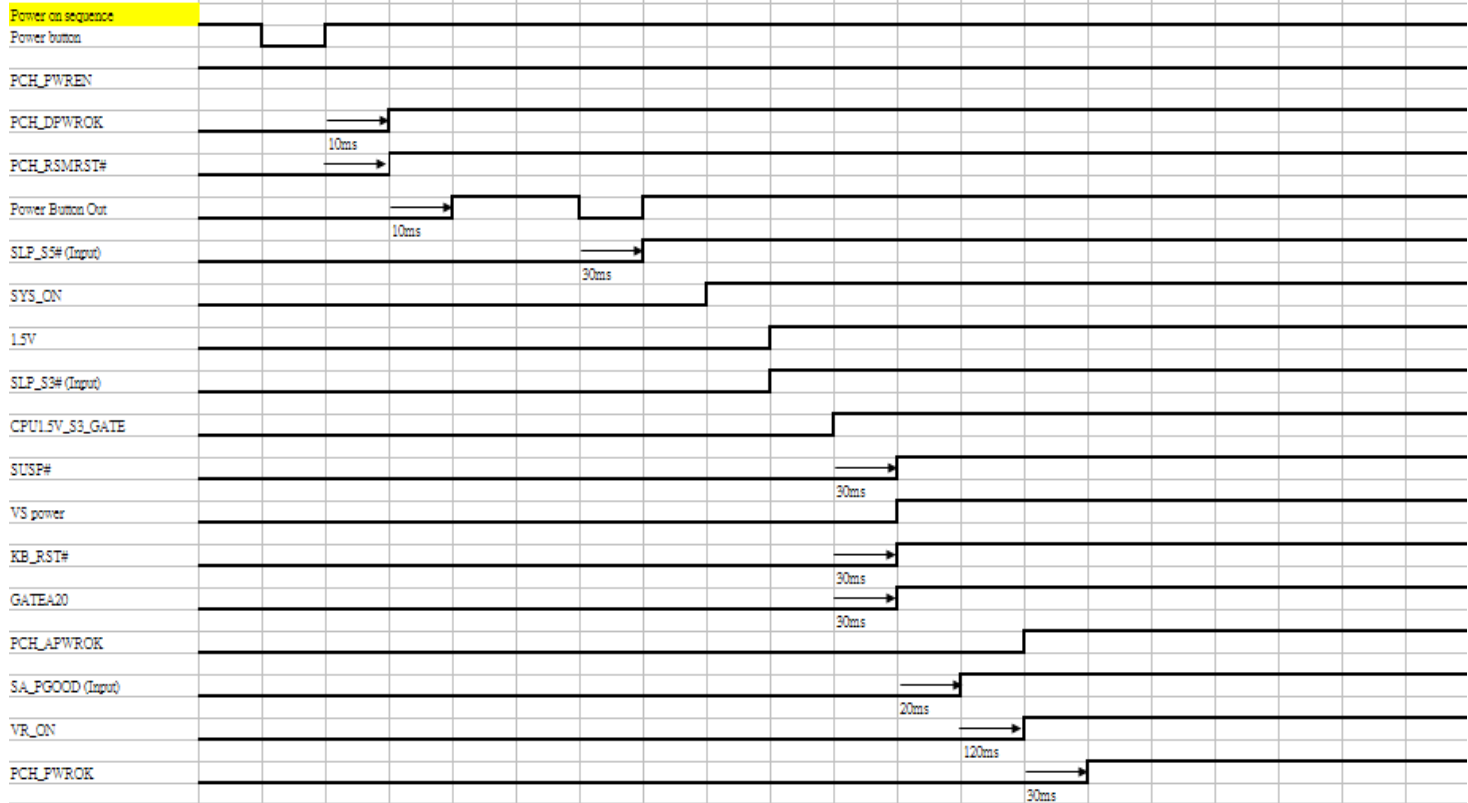 Power on sequence
Power button
PCH_PWREN
PCH_DPWROK
10ms
PCH_RSMRST#
Power Button Out
10ms
SLP_S5# (Input)
30ms
SYS_ON
1.5V
SLP_S3# (Input)
CPU1.5V_S3_GATE
SUSP#
30ms
VS power
KB_RST#
30ms
GATEA20
30ms
PCH_APWROK
SA_PGOOD (Input)
20ms
VR_ON
120ms
PCH_PWROK
30ms